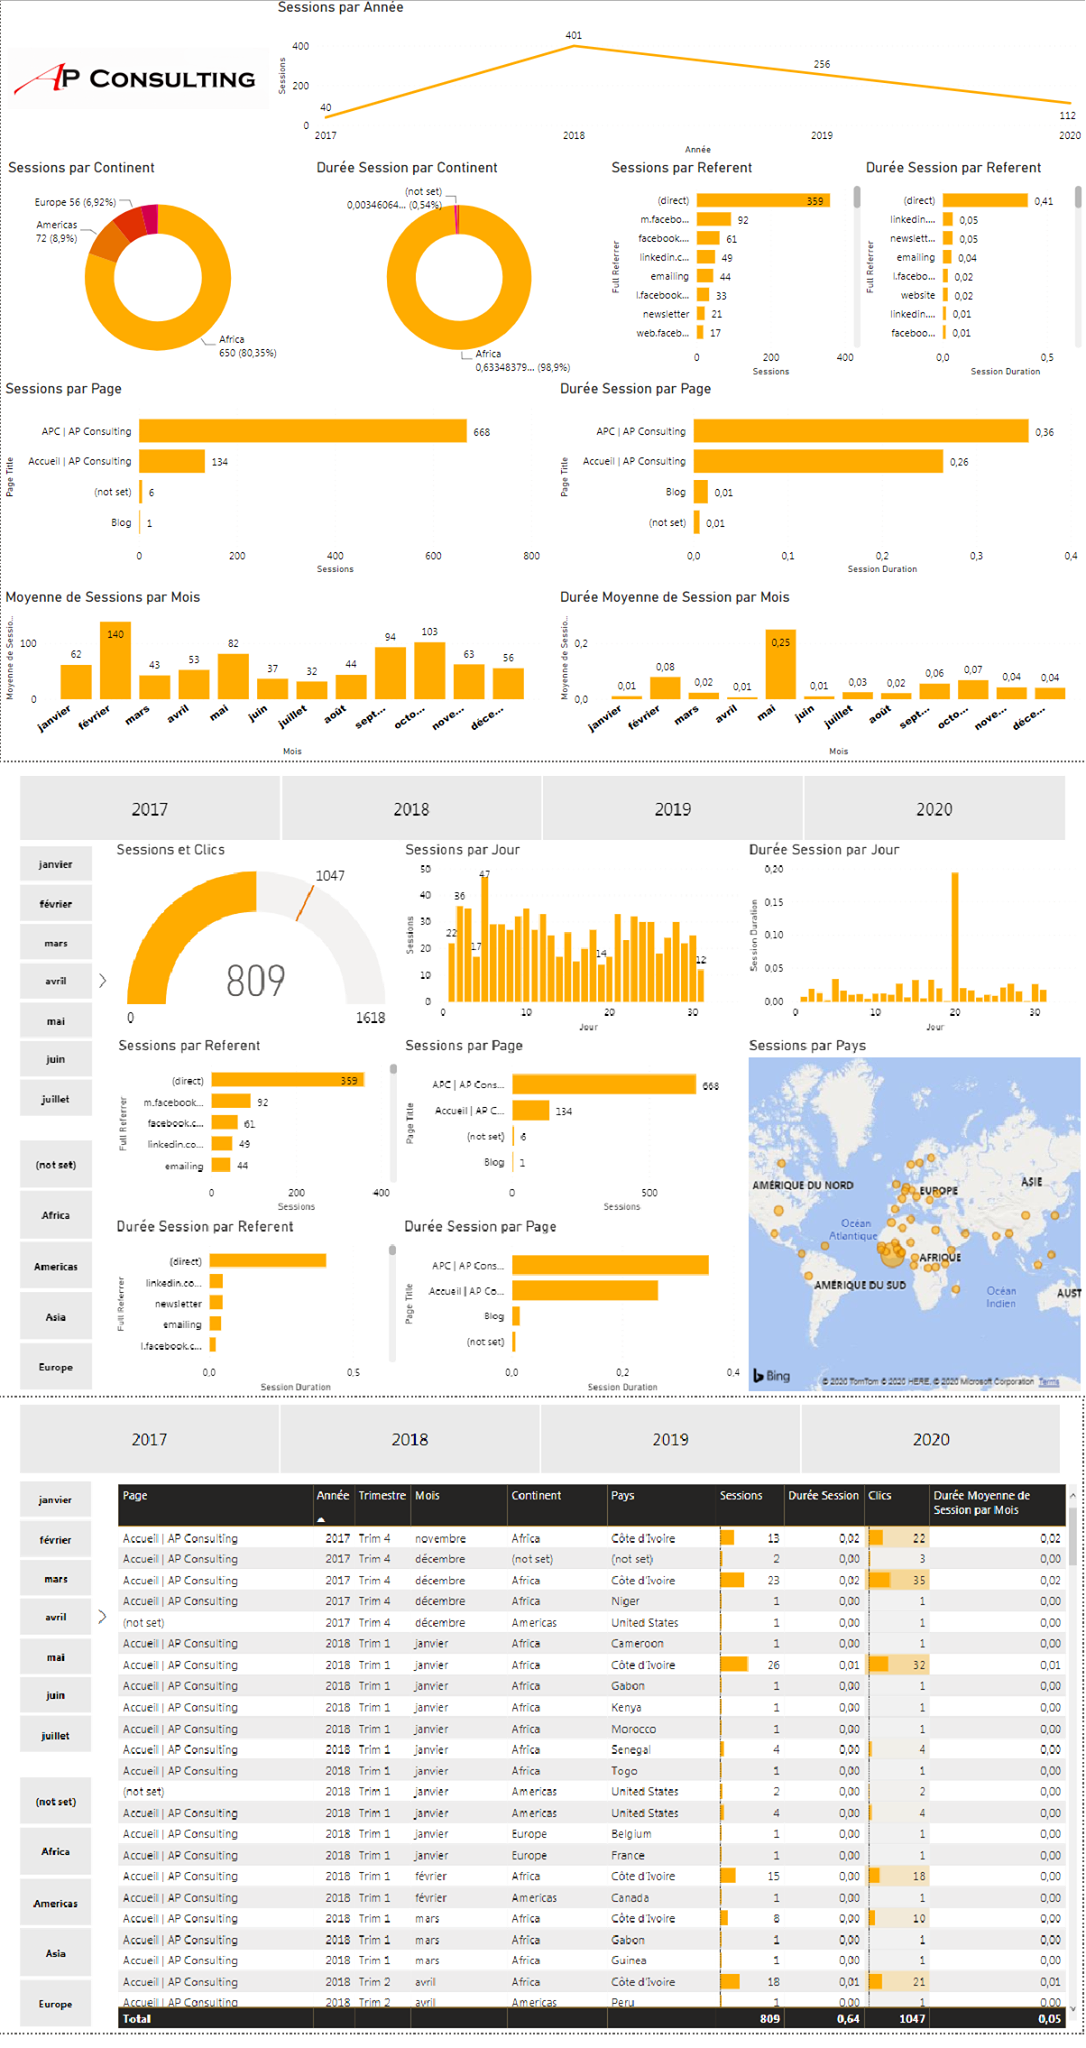 Sessions par Année
AP CONSULTING
Sessions
400
200
0
40
401
256
112
2017
2018
2019
2020
Année
Sessions par Continent
Europe 56 (6,92%)
Americas
72 (8,9%)
Africa
650 (80,35%)
Durée Session par Continent
(not set)
0,00346064... (0,54%)
Africa
0,63348379... (98,9%)
Sessions par Referent
Full Referrer
(direct) 359
m.facebo... 92
facebook.... 61
linkedin.c... 49
emailing 44
l.facebook... 33
newsletter 21
web.faceb... 17
0 200 400
Sessions
Durée Session par Referent
Full Referrer
(direct) 0,41
linkedin.... 0,05
newslett... 0,05
emailing 0,04
l.facebo... 0,02
website 0,02
linkedin.... 0,01
faceboo... 0,01
0,0 0,5
Session Duration
Sessions par Page
Page Title
APC | AP Consulting 668
Accueil | AP Consulting 134
(not set) 6
Blog 1
0 200 400 600 800
Sessions
Durée Session par Page
Page Title
APC | AP Consulting 0,36
Accueil | AP Consulting 0,26
Blog 0,01
(not set) 0,01
0,0 0,1 0,2 0,3 0,4
Session Duration
Moyenne de Sessions par Mois
Moyenne de Sessio...
100
0
62 140 43 53 82 37 32 44 94 103 63 56
janvier février mars avril mai juin juillet août sept... octo... nove... déce...
Mois
Durée Moyenne de Session par Mois
Moyenne de Sessio...
0,2
0,0
0,01 0,08 0,02 0,01 0,25 0,01 0,03 0,02 0,06 0,07 0,04 0,04
janvier février mars avril mai juin juillet août sept... octo... nove... déce...
Mois
2017 2018 2019 2020
janvier
février
mars
avril
mai
juin
juillet
(not set)
Africa
Americas
Asia
Europe
Sessions et Clics
1047
809
0 1618
Sessions par Jour
Sessions
50
40
30
20
10
0
22 36 17 47 14 12
0 10 20 30
Jour
Durée Session par Jour
Session Duration
0,20
0,15
0,10
0,05
0,00
0 10 20 30
Jour
Sessions par Referent
Full Referrer
(direct) 359
m.facebook... 92
facebook.c... 61
linkedin.co... 49
emailing 44
0 200 400
Sessions
Sessions par Page
Page Title
APC | AP Cons... 668
Accueil | AP C... 134
(not set) 6
Blog 1
0 500
Sessions
Sessions par Pays
AMÉRIQUE DU NORD
EUROPE
ASIE
Océan
Atlantique
AFRIQUE
AMÉRIQUE DU SUD
Océan
Indien
AUST
Bing
© 2020 TomTom © 2020 HERE, © 2020 Microsoft Corporation Terms
Durée Session par Referent
Full Referrer
(direct)
linkedin.co...
newsletter
emailing
l.facebook.c...
0,0 0,5
Session Duration
Durée Session par Page
Page Title
APC | AP Cons...
Accueil | AP Co...
Blog
(not set)
0,0 0,2 0,4
Session Duration
2017 2018 2019 2020
janvier
février
mars
avril
mai
juin
juillet
(not set)
Africa
Americas
Asia
Europe
Page Année Trimestre Mois Continent Pays Sessions Durée Session Clics Durée Moyenne de
Session par Mois
Accueil | AP Consulting 2017 Trim 4 novembre Africa Côte d'Ivoire 13 0,02 22 0,02
Accueil | AP Consulting 2017 Trim 4 décembre (not set) (not set) 2 0,00 3 0,00
Accueil | AP Consulting 2017 Trim 4 décembre Africa Côte d'Ivoire 23 0,02 35 0,02
Accueil | AP Consulting 2017 Trim 4 décembre Africa Niger 1 0,00 1 0,00
(not set) 2017 Trim 4 décembre Americas United States 1 0,00 1 0,00
Accueil | AP Consulting 2018 Trim 1 janvier Africa Cameroon 1 0,00 1 0,00
Accueil | AP Consulting 2018 Trim 1 janvier Africa Côte d'Ivoire 26 0,01 32 0,01
Accueil | AP Consulting 2018 Trim 1 janvier Africa Gabon 1 0,00 1 0,00
Accueil | AP Consulting 2018 Trim 1 janvier Africa Kenya 1 0,00 1 0,00
Accueil | AP Consulting 2018 Trim 1 janvier Africa Morocco 1 0,00 1 0,00
Accueil | AP Consulting 2018 Trim 1 janvier Africa Senegal 4 0,00 4 0,00
Accueil | AP Consulting 2018 Trim 1 janvier Africa Togo 1 0,00 1 0,00
(not set) 2018 Trim 1 janvier Americas United States 2 0,00 2 0,00
Accueil | AP Consulting 2018 Trim 1 janvier Americas United States 4 0,00 4 0,00
Accueil | AP Consulting 2018 Trim 1 janvier Europe Belgium 1 0,00 1 0,00
Accueil | AP Consulting 2018 Trim 1 janvier Europe France 1 0,00 1 0,00
Accueil | AP Consulting 2018 Trim 1 février Africa Côte d'Ivoire 15 0,00 18 0,00
Accueil | AP Consulting 2018 Trim 1 février Americas Canada 1 0,00 1 0,00
Accueil | AP Consulting 2018 Trim 1 mars Africa Côte d'Ivoire 8 0,00 10 0,00
Accueil | AP Consulting 2018 Trim 1 mars Africa Gabon 1 0,00 1 0,00
Accueil | AP Consulting 2018 Trim 1 mars Africa Guinea 1 0,00 1 0,00
Accueil | AP Consulting 2018 Trim 2 avril Africa Côte d'Ivoire 18 0,01 21 0,01
Accueil | AP Consulting 2018 Trim 2 avril Americas Peru 1 0,00 1 0,00
Total 809 0,64 1047 0,05